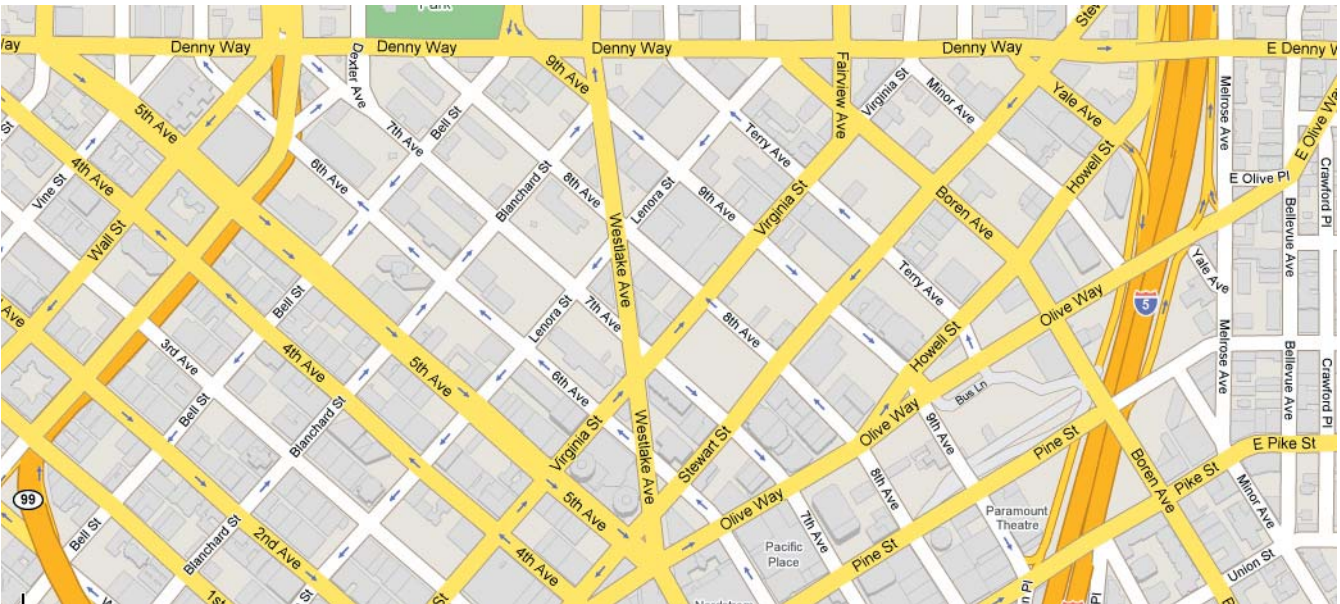 Park
Way
Denny Way
Denny Way
Denny Way
Denny Way
E Denny W
Stew
Dexter Ave
9th Ave
Fairview Ave
Virginia St
Minor Ave
Yale Ave
Melrose Ave
E Olive Way
5th Ave
7th Ave
Bell St
Terry Ave
Howell St
4th Ave
Vine St
6th Ave
Blanchard St
8th Ave
Lenora St
9th Ave
Virginia St
Boren Ave
E Olive Pl
Crawford Pl
Bellevue Ave
Wall St
Westlake Ave
Terry Ave
Yale Ave
Ave
Bell St
Lenora St
7th Ave
8th Ave
Howell St
Olive Way
5
3rd Ave
4th Ave
5th Ave
6th Ave
Bus Ln
Melrose Ave
Bellevue Ave
Crawford Pl
Bell St
Blanchard St
Virginia St
Westlake Ave
Stewart St
Olive Way
9th Ave
Pine St
Boren Ave
E Pike St
99
Bell St
Blanchard St
2nd Ave
5th Ave
4th Ave
Olive Way
7th Ave
8th Ave
Pine St
Paramount
Theatre
Pike St
Minor Ave
Pacific
Place
Union St
1st
St
St
Nordstrom
n Pl
Pl